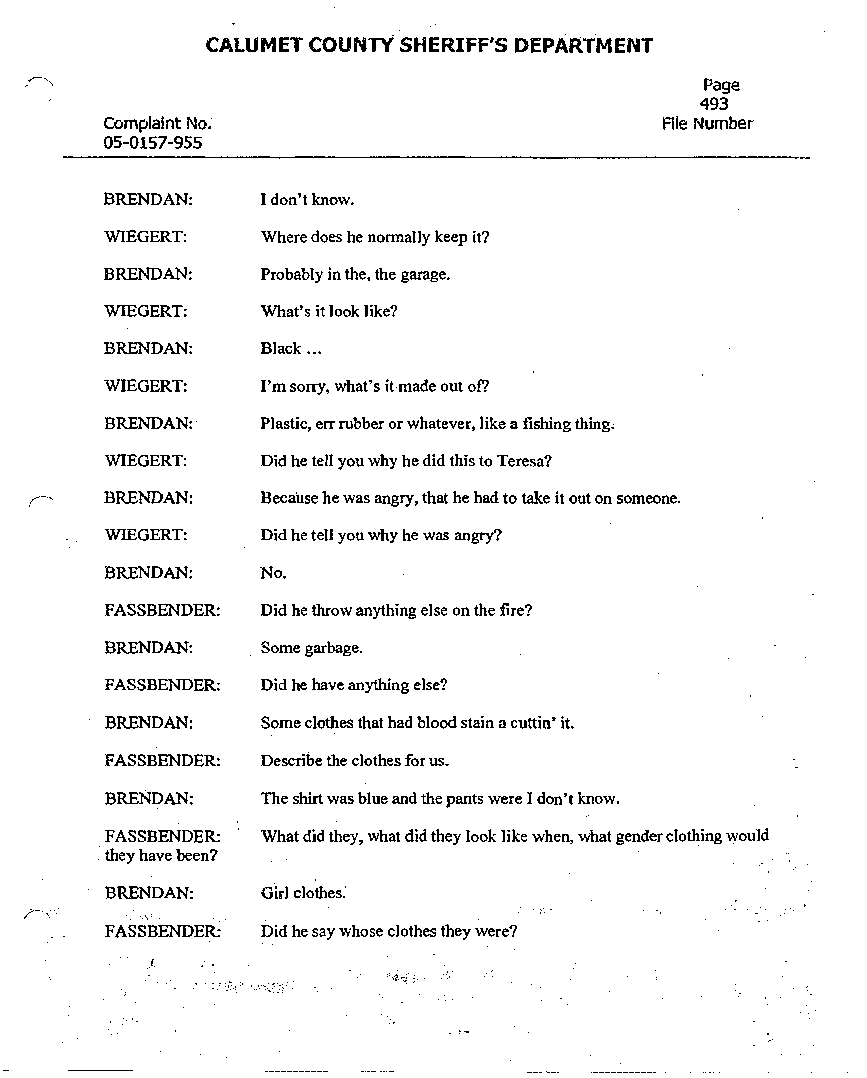 CALUMET COUNTY SHERIFF'S DEPARTMENT
Page
493
Complaint No.
File Number
05-0157-955
BRENDAN: I don't know.
WIEGERT: Where does he normally keep it?
BRENDAN: Probably in the, the garage.
WIEGERT: What's it look like?
BRENDAN: Black ...
WIEGERT: I'm sorry, what's it made out of?
BRENDAN: Plastic, err rubber or whatever, like a fishing thing.
WIEGERT: Did he tell you why he did this to Teresa?
BRENDAN: Because he was angry, that he had to take it out on someone.
WIEGERT: Did he tell you why he was angry?
BRENDAN: No.
FASSBENDER: Did he throw anything else on the fire?
BRENDAN: Some garbage.
FASSBENDER: Did he have anything else?
BRENDAN: Some clothes that had blood stain a cuttin' it.
FASSBENDER: Describe the clothes for us.
BRENDAN: The shirt was blue and the pants were I don't know.
FASSBENDER: What did they, what did they look like when, what gender clothing would
they have been?
BRENDAN: Girl clothes.
FASSBENDER: Did he say whose clothes they were?